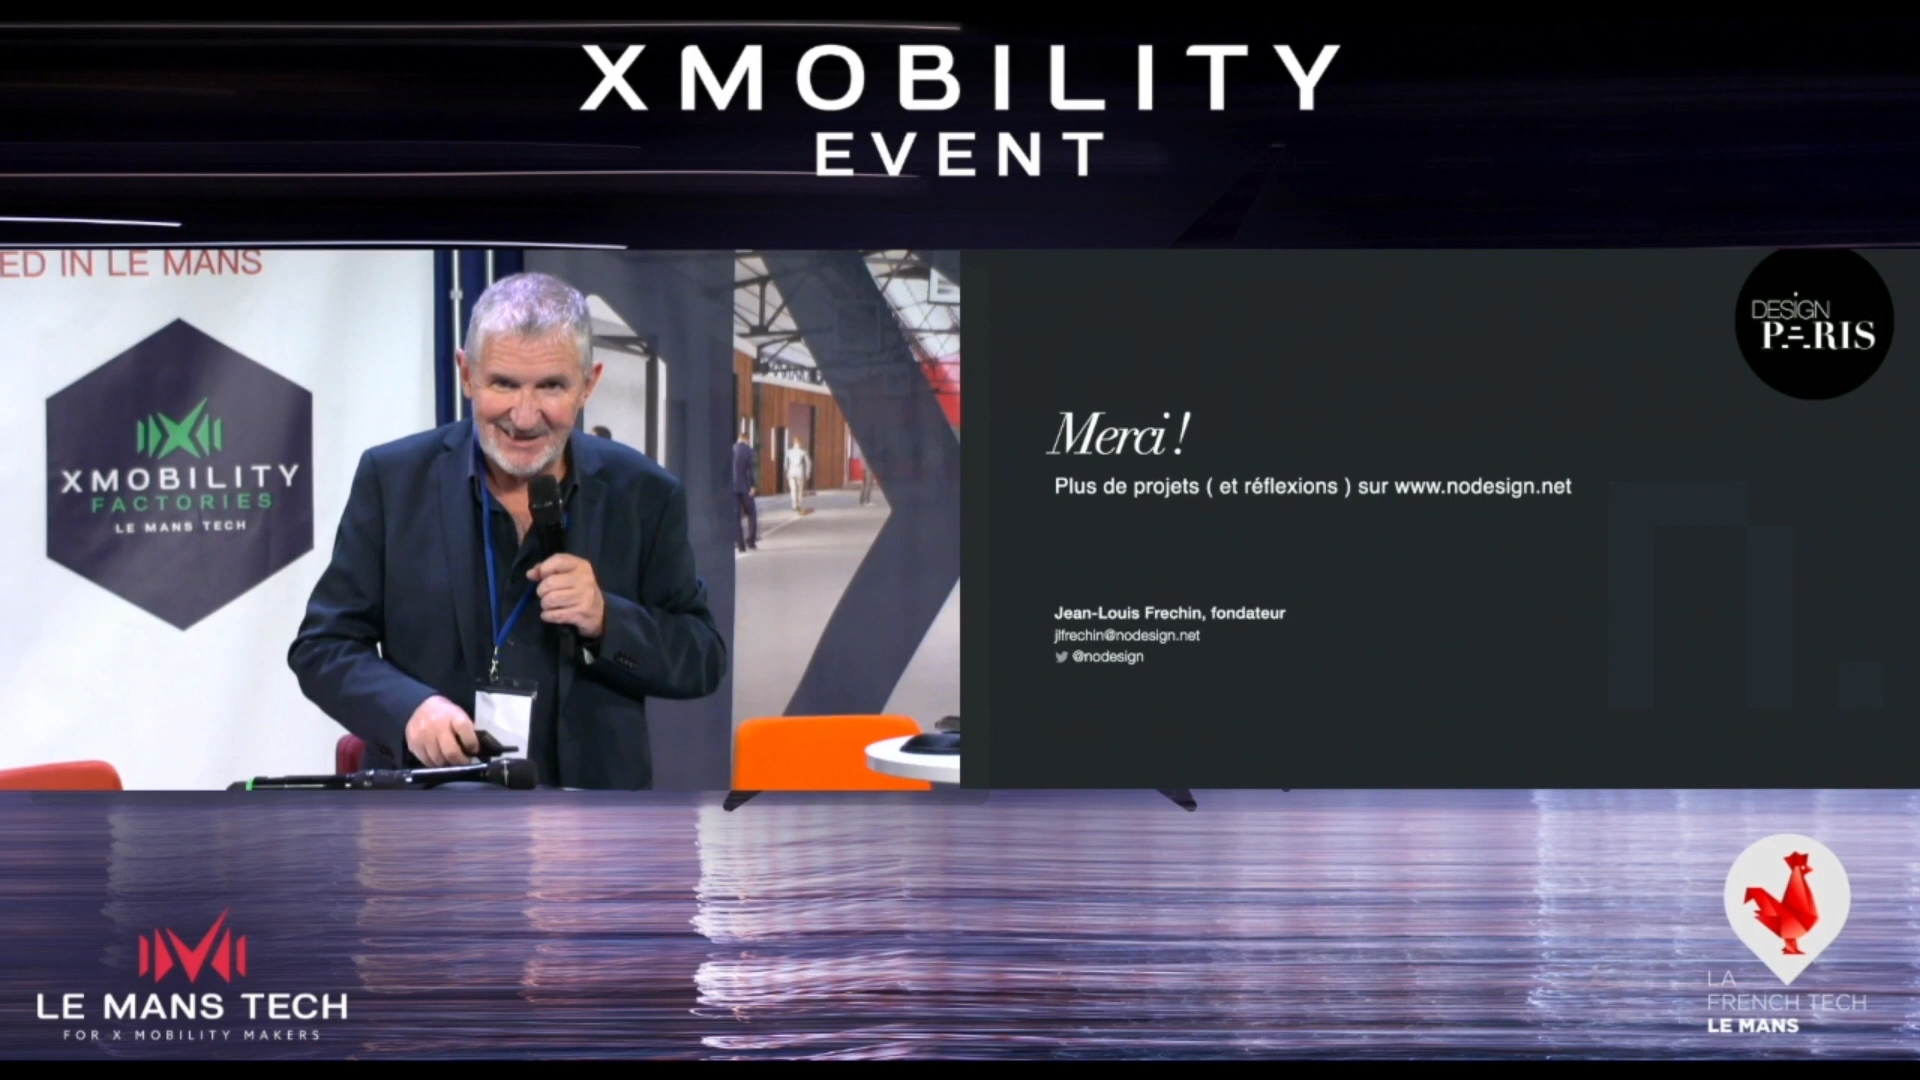 XMOBILITY
EVENT
ED IN LE MANS
XMOBILITY
FACTORIES
LE MANS TECH
DESIGN
PARIS
Merci !
Plus de projets ( et réflexions ) sur www.nodesign.net
Jean-Louis Frechin, fondateur
jlfrechin@nodesign.net
@nodesign
n.
LE MANS TECH
FOR X MOBILITY MAKERS
LA
FRENCH TECH
LE MANS